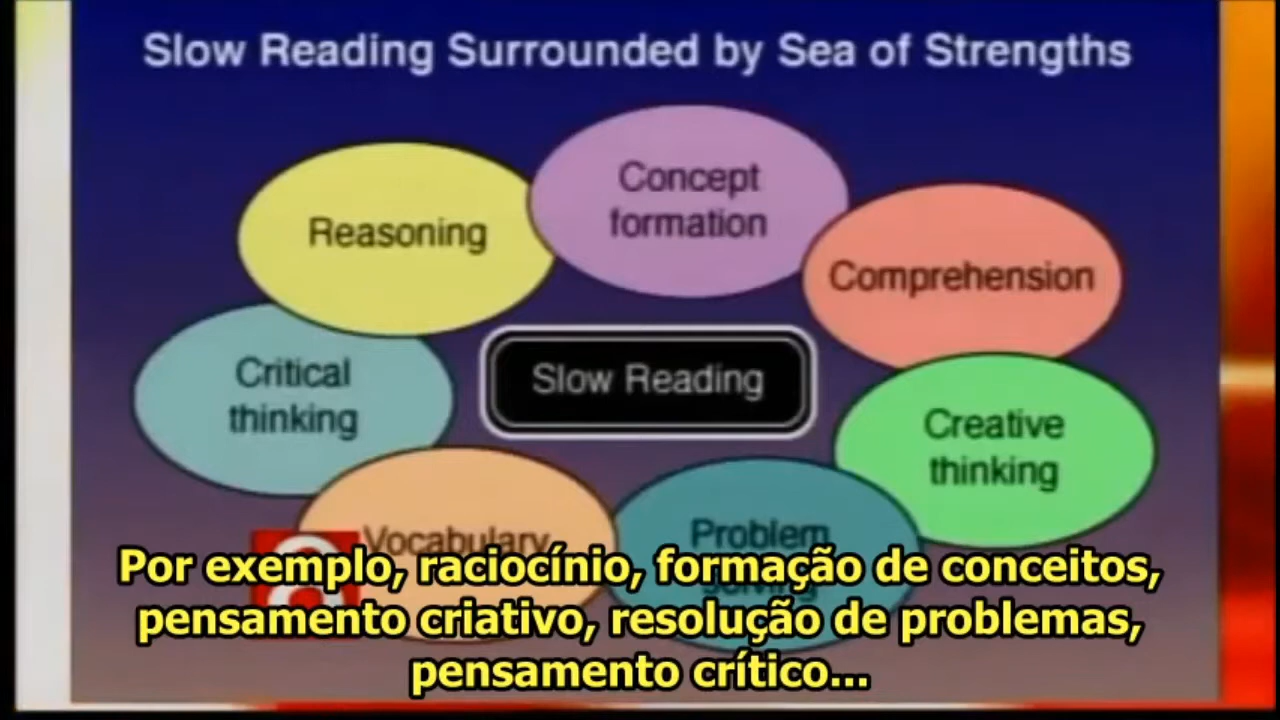 Slow Reading Surrounded by Sea of Strengths
Concept
formation
Reasoning
Comprehension
Critical
thinking
Slow Reading
Creative
thinking
Vocabulary
Problem
solving
Por exemplo, raciocínio, formação de conceitos,
pensamento criativo, resolução de problemas,
pensamento crítico...